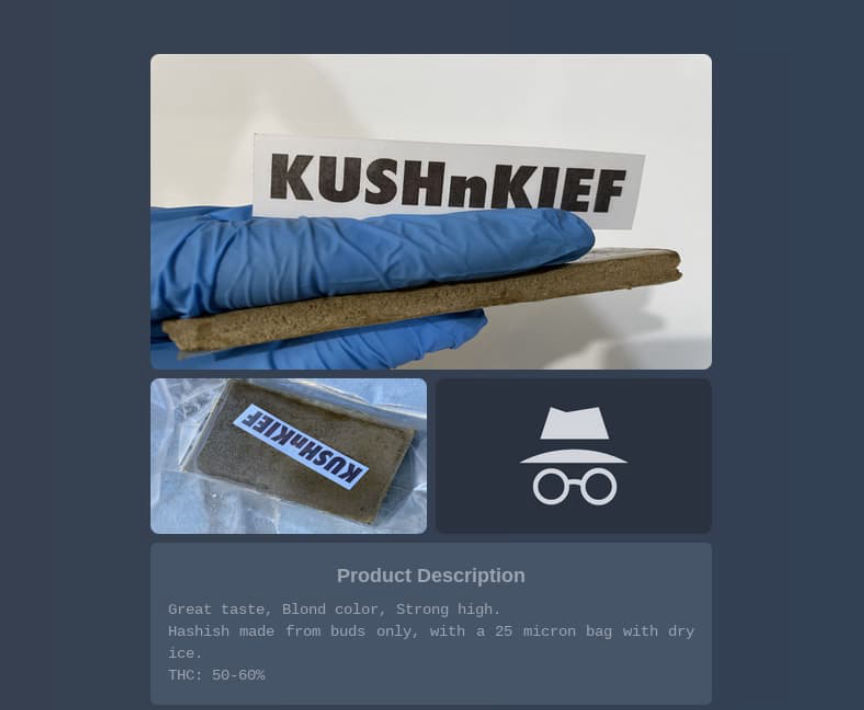 KUSHnKIEF
KUSHnKIEF
Product Description
Great taste, Blond color, Strong high.
Hashish made from buds only, with a 25 micron bag with dry
ice.
THC: 50-60%